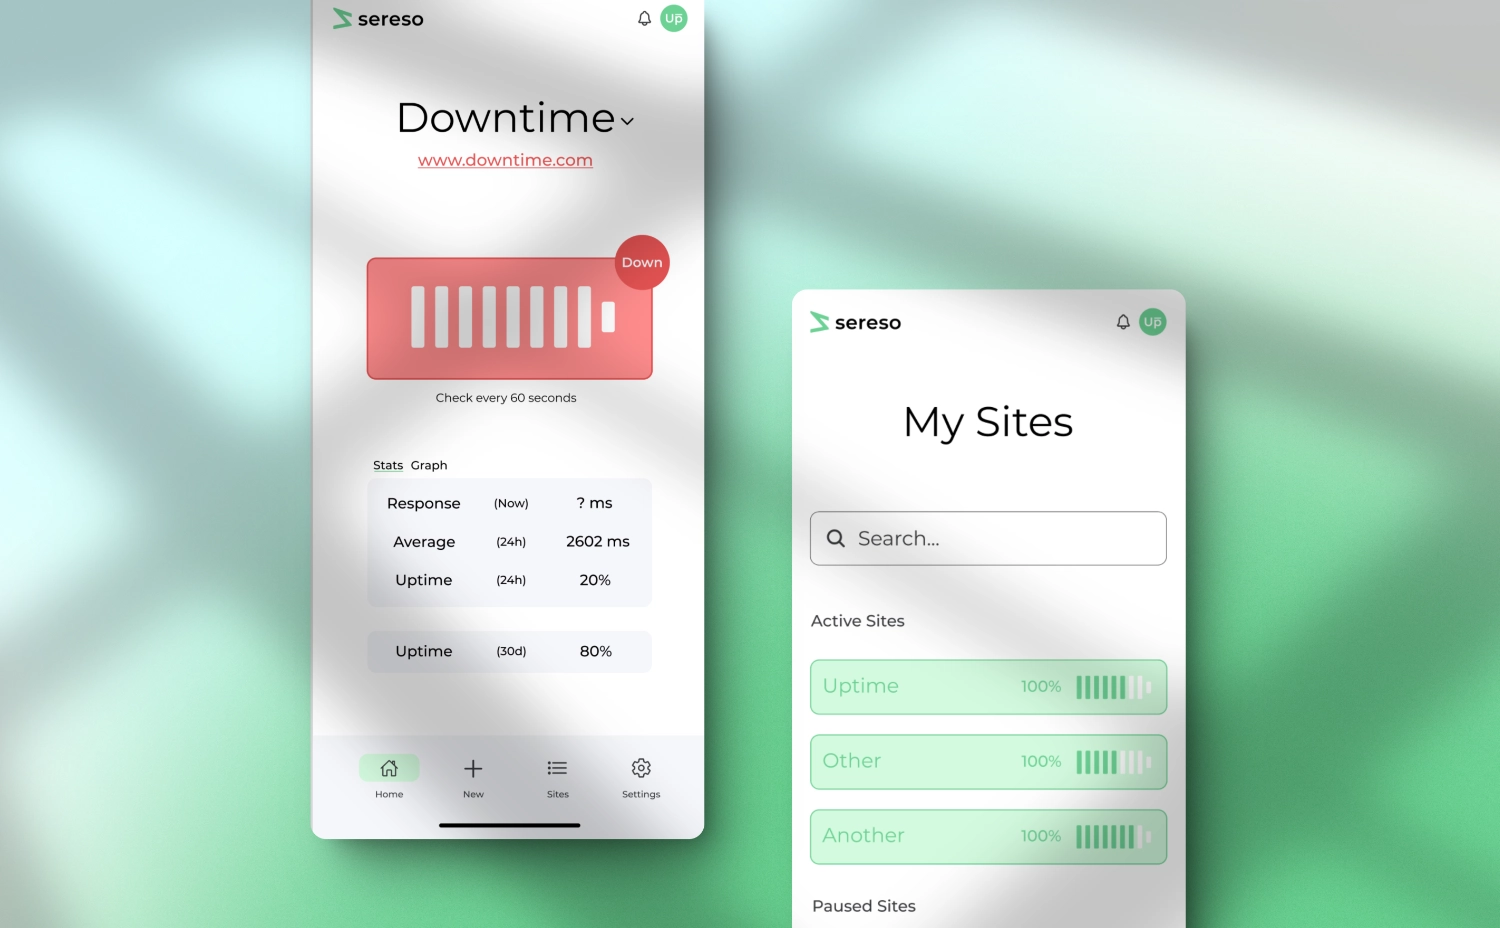 sereso
Up
Downtime
www.downtime.com
Down
Check every 60 seconds
Stats Graph
Response (Now) ? ms
Average (24h) 2602 ms
Uptime (24h) 20%
Uptime (30d) 80%
Home New Sites Settings
sereso
Up
My Sites
Search...
Active Sites
Uptime 100%
Other 100%
Another 100%
Paused Sites